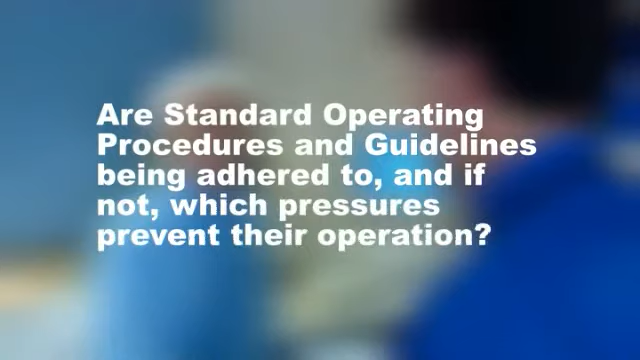 Are Standard Operating
Procedures and Guidelines
being adhered to, and if
not, which pressures
prevent their operation?